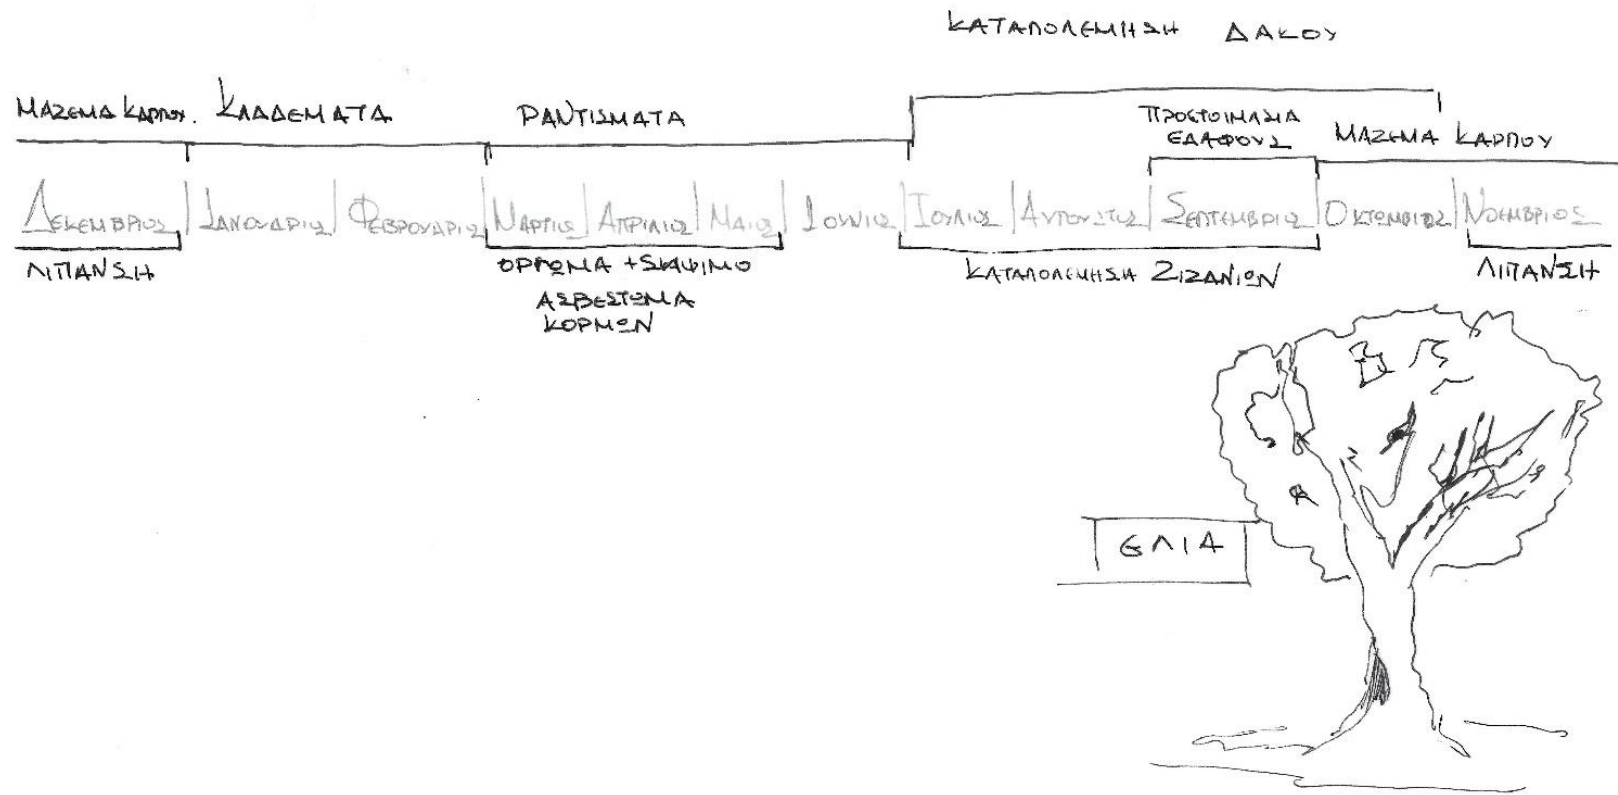 ΚΑΤΑΠΟΛΕΜΗΣΗ ΔΑΚΟΥ
ΜΑΖΕΜΑ ΚΑΡΠΟΥ. ΚΛΑΔΕΜΑΤΑ ΡΑΝΤΙΣΜΑΤΑ ΠΡΟΕΤΟΙΜΑΣΙΑ
ΕΔΑΦΟΥΣ ΜΑΖΕΜΑ ΚΑΡΠΟΥ
ΔΕΚΕΜΒΡΙΟΣ ΙΑΝΟΥΑΡΙΟΣ ΦΕΒΡΟΥΑΡΙΟΣ ΜΑΡΤΙΟΣ ΑΠΡΙΛΙΟΣ ΜΑΙΟΣ ΙΟΥΝΙΟΣ ΙΟΥΛΙΟΣ ΑΥΓΟΥΣΤΟΣ ΣΕΠΤΕΜΒΡΙΟΣ ΟΚΤΩΜΒΙΟΣ ΝΟΕΜΒΡΙΟΣ
ΛΙΠΑΝΣΗ ΟΡΓΩΜΑ + ΣΚΑΨΙΜΟ ΚΑΤΑΠΟΛΕΜΗΣΗ ΖΙΖΑΝΙΩΝ ΛΙΠΑΝΣΗ
ΑΣΒΕΣΤΩΜΑ
ΚΟΡΜΩΝ
ΕΛΙΑ